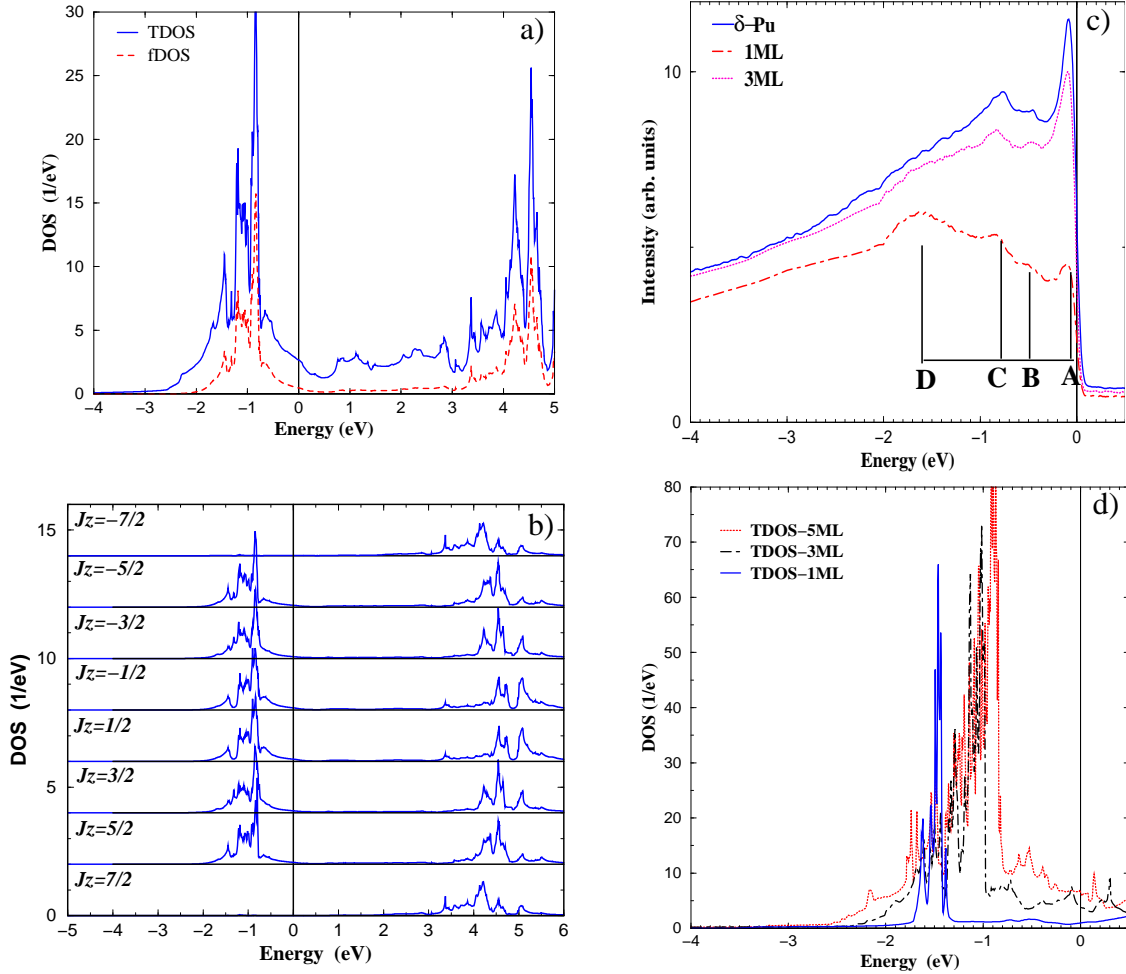 a)
TDOS
fDOS
30
25
20
15
10
5
0
DOS (1/eV)
−4 −3 −2 −1 0 1 2 3 4 5
Energy (eV)
c)
δ−Pu
1ML
3ML
10
0
Intensity (arb. units)
D C B A
−4 −3 −2 −1 0
Energy (eV)
b)
Jz=−7/2
Jz=−5/2
Jz=−3/2
Jz=−1/2
Jz=1/2
Jz=3/2
Jz=5/2
Jz=7/2
15
10
5
0
DOS (1/eV)
−5 −4 −3 −2 −1 0 1 2 3 4 5 6
Energy (eV)
d)
TDOS−5ML
TDOS−3ML
TDOS−1ML
80
70
60
50
40
30
20
10
0
DOS (1/eV)
−4 −3 −2 −1 0
eV